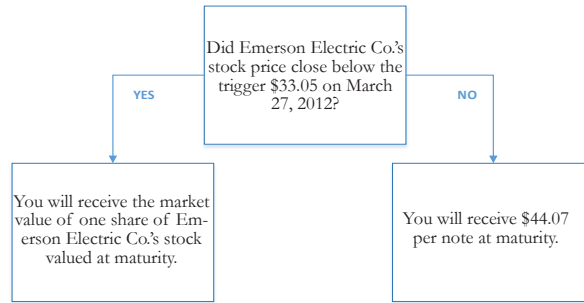 Did Emerson Electric Co.'s
stock price close below the
trigger $33.05 on March
27, 2012?
YES
NO
You will receive the market
value of one share of Em-
erson Electric Co.'s stock
valued at maturity.
You will receive $44.07
per note at maturity.